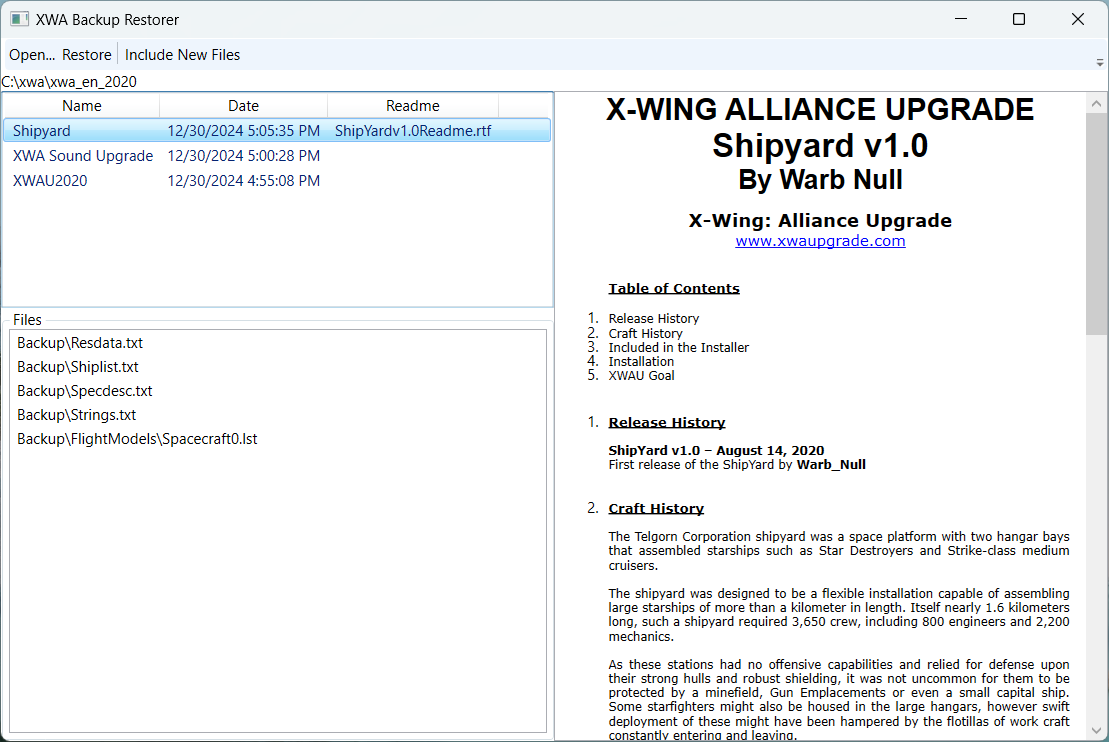 XWA Backup Restorer
Open... Restore Include New Files
C:\xwa\xwa_en_2020
Name Date Readme
Shipyard 12/30/2024 5:05:35 PM ShipYardv1.0Readme.rtf
XWA Sound Upgrade 12/30/2024 5:00:28 PM
XWAU2020 12/30/2024 4:55:08 PM
Files
Backup\Resdata.txt
Backup\Shiplist.txt
Backup\Specdesc.txt
Backup\Strings.txt
Backup\FlightModels\Spacecraft0.lst
X-WING ALLIANCE UPGRADE
Shipyard v1.0
By Warb Null
X-Wing: Alliance Upgrade
www.xwaupgrade.com
Table of Contents
1. Release History
2. Craft History
3. Included in the Installer
4. Installation
5. XWAU Goal
1. Release History
ShipYard v1.0 – August 14, 2020
First release of the ShipYard by Warb_Null
2. Craft History
The Telgorn Corporation shipyard was a space platform with two hangar bays
that assembled starships such as Star Destroyers and Strike-class medium
cruisers.
The shipyard was designed to be a flexible installation capable of assembling
large starships of more than a kilometer in length. Itself nearly 1.6 kilometers
long, such a shipyard required 3,650 crew, including 800 engineers and 2,200
mechanics.
As these stations had no offensive capabilities and relied for defense upon
their strong hulls and robust shielding, it was not uncommon for them to be
protected by a minefield, Gun Emplacements or even a small capital ship.
Some starfighters might also be housed in the large hangars, however swift
deployment of these might have been hampered by the flotillas of work craft
constantly entering and leaving.